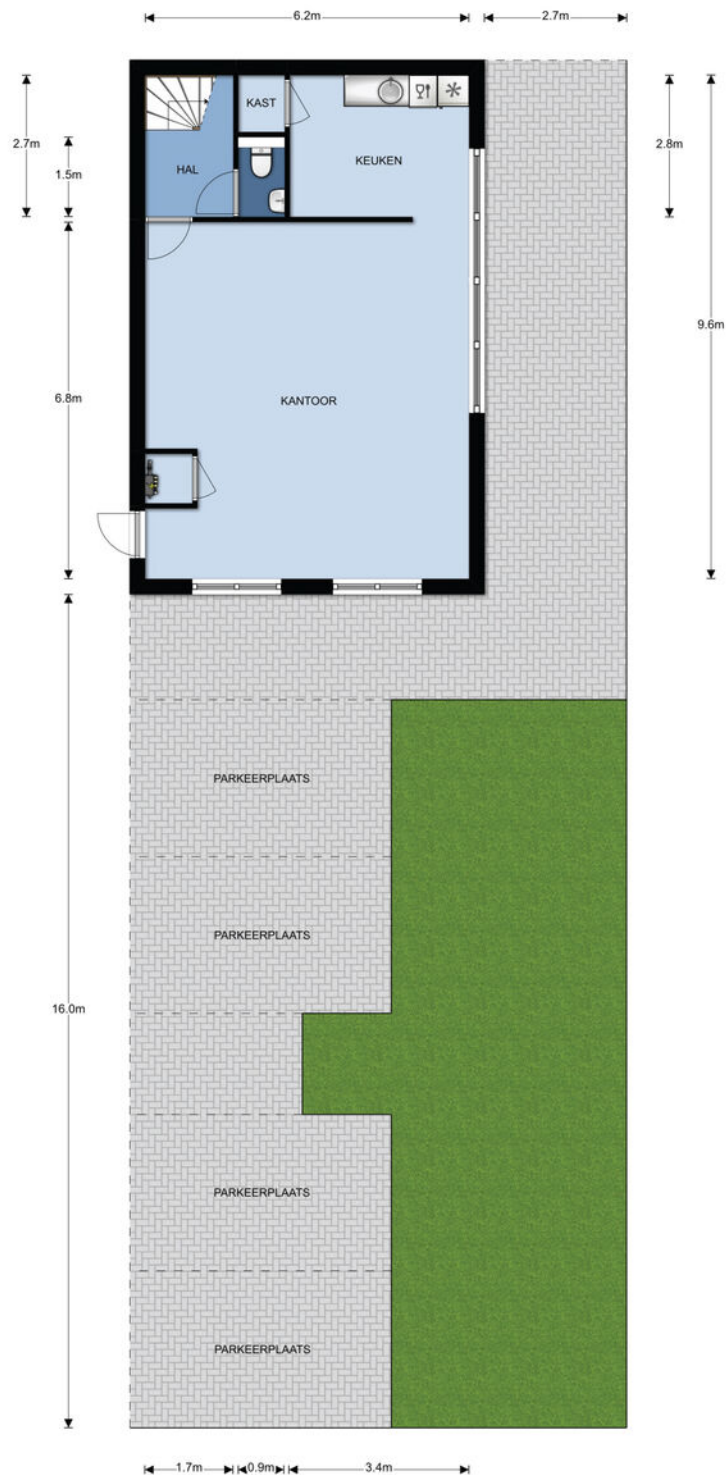 6.2m
2.7m
2.7m
1.5m
KAST
HAL
KEUKEN
2.8m
9.6m
6.8m
KANTOOR
PARKEERPLAATS
PARKEERPLAATS
16.0m
PARKEERPLAATS
PARKEERPLAATS
1.7m
0.9m
3.4m